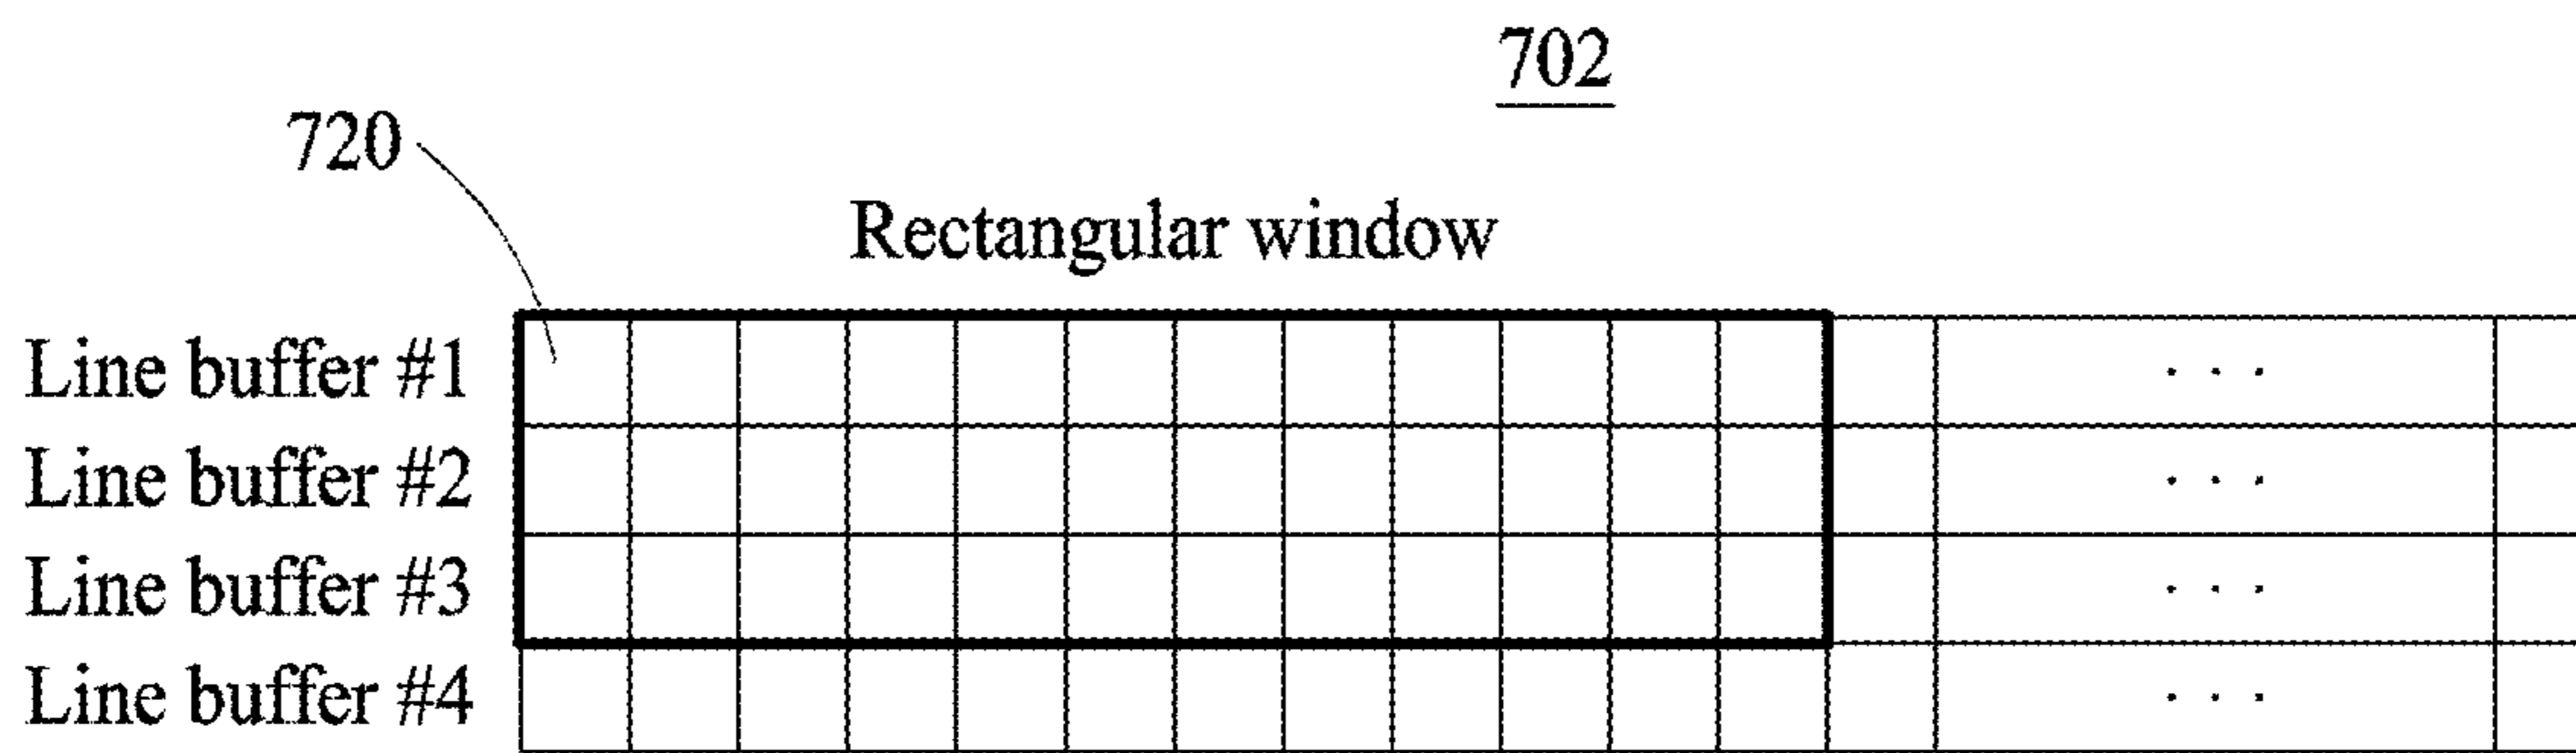 702
720
Rectangular window
Line buffer #1 . . .
Line buffer #2 . . .
Line buffer #3 . . .
Line buffer #4 . . .